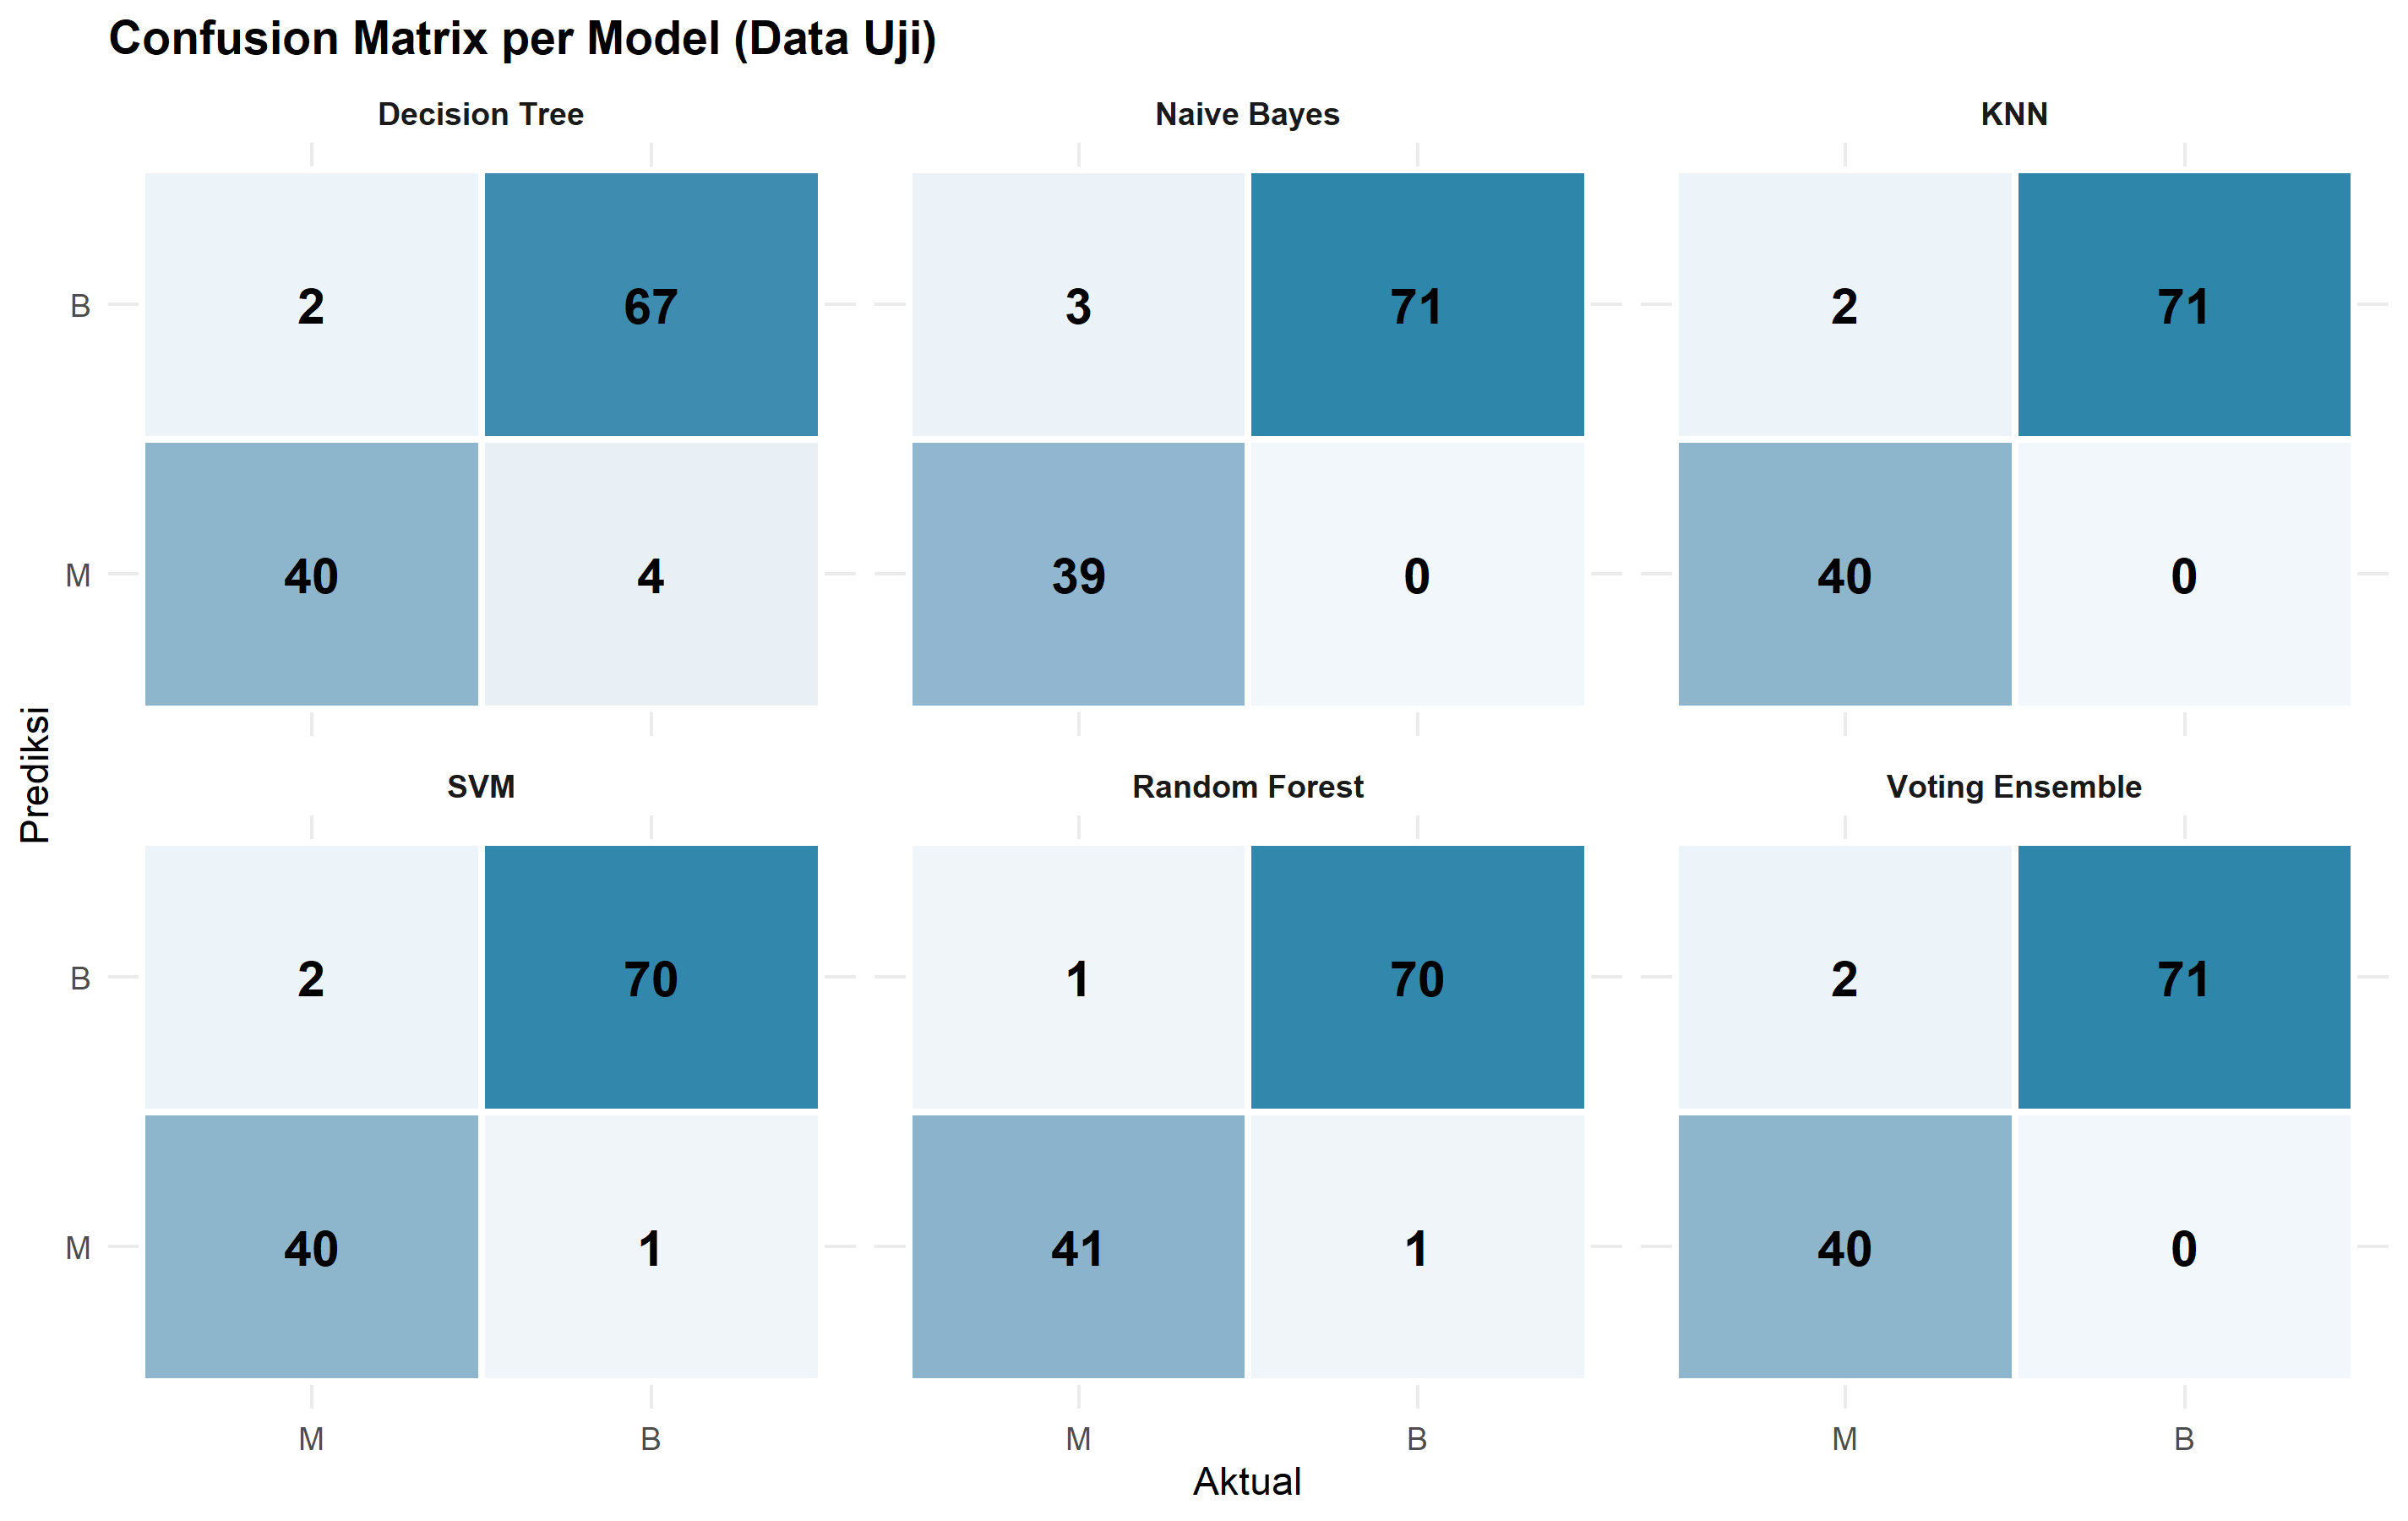 Confusion Matrix per Model (Data Uji)
Decision Tree Naive Bayes KNN
B 2 67 3 71 2 71
M 40 4 39 0 40 0
Prediksi
SVM Random Forest Voting Ensemble
B 2 70 1 70 2 71
M 40 1 41 1 40 0
M B M B M B
Aktual